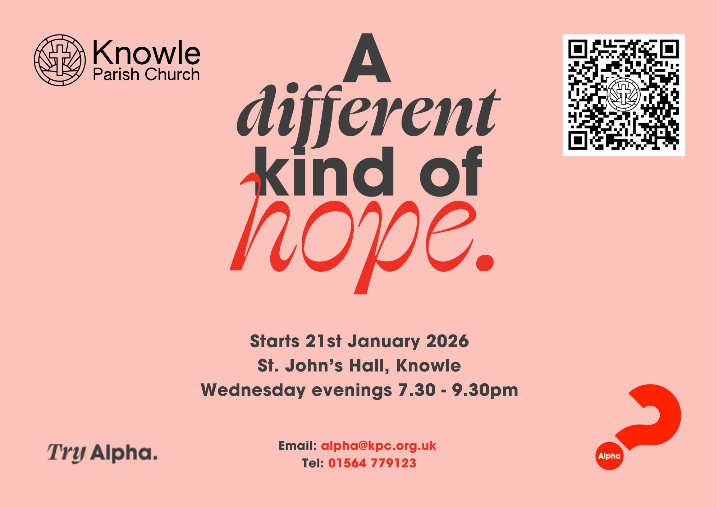 Knowle
Parish Church
A
different
kind of
hope.
Starts 21st January 2026
St. John's Hall, Knowle
Wednesday evenings 7.30 - 9.30pm
Try Alpha.
Email: alpha@kpc.org.uk
Tel: 01564 779123
Alpha